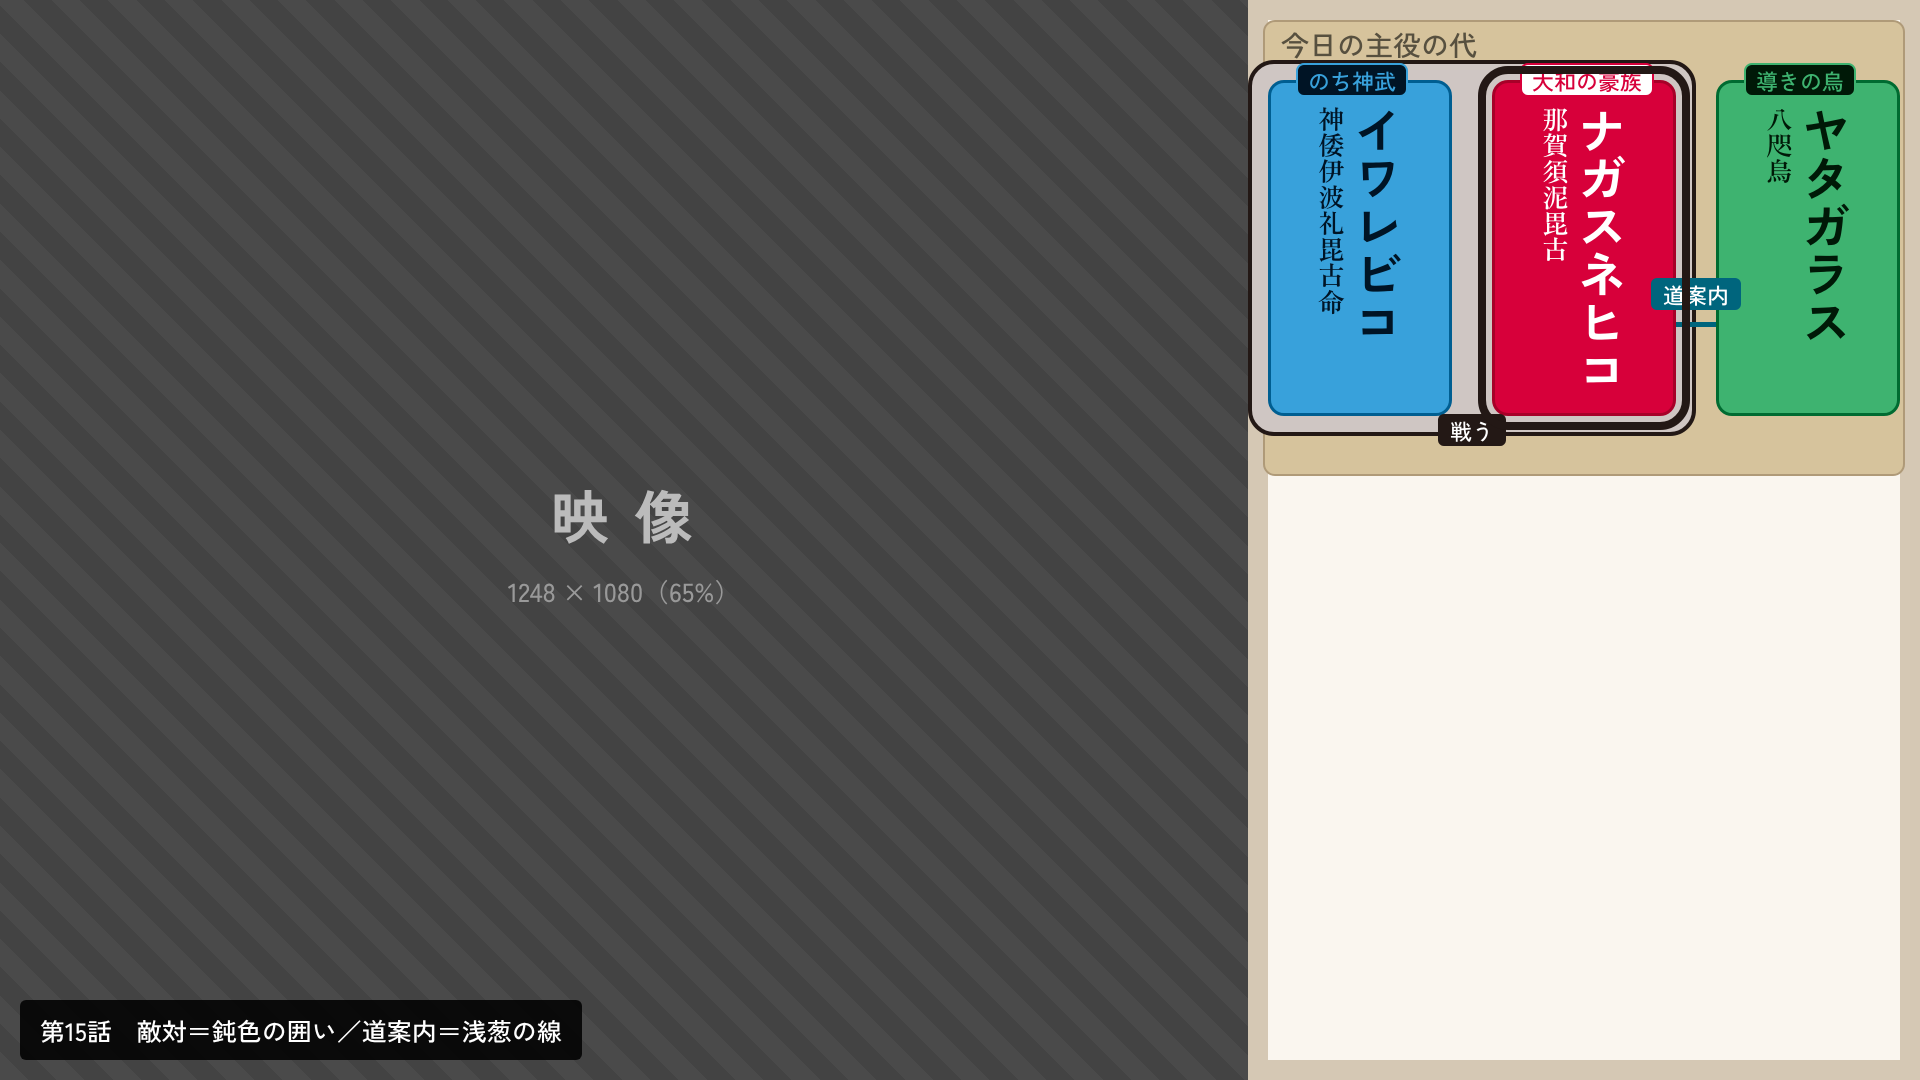 今日の主役の代
のち神武
イワレビコ
神倭伊波礼毘古命
大和の豪族
ナガスネヒコ
那賀須泥毘古
導きの烏
ヤタガラス
八咫烏
道案内
戦う
映像
1248 × 1080（65%）
第15話　敵対＝鈍色の囲い／道案内＝浅葱の線